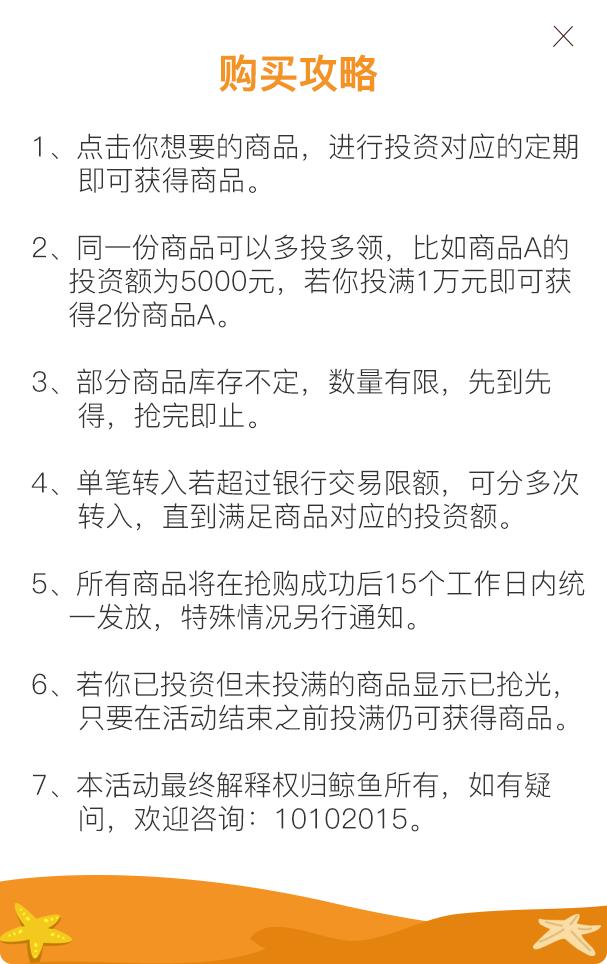 购买攻略
1、点击你想要的商品，进行投资对应的定期
即可获得商品。
2、同一份商品可以多投多领，比如商品A的
投资额为5000元，若你投满1万元即可获
得2份商品A。
3、部分商品库存不定，数量有限，先到先
得，抢完即止。
4、单笔转入若超过银行交易限额，可分多次
转入，直到满足商品对应的投资额。
5、所有商品将在抢购成功后15个工作日内统
一发放，特殊情况另行通知。
6、若你已投资但未投满的商品显示已抢光，
只要在活动结束之前投满仍可获得商品。
7、本活动最终解释权归鲸鱼所有，如有疑
问，欢迎咨询：10102015。